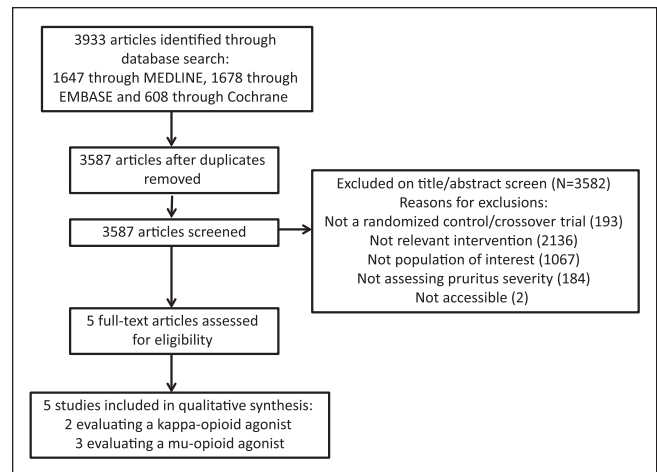 3933 articles identified through
database search:
1647 through MEDLINE, 1678 through
EMBASE and 608 through Cochrane
3587 articles after duplicates
removed
3587 articles screened
Excluded on title/abstract screen (N=3582)
Reasons for exclusions:
Not a randomized control/crossover trial (193)
Not relevant intervention (2136)
Not population of interest (1067)
Not assessing pruritus severity (184)
Not accessible (2)
5 full-text articles assessed
for eligibility
5 studies included in qualitative synthesis:
2 evaluating a kappa-opioid agonist
3 evaluating a mu-opioid agonist